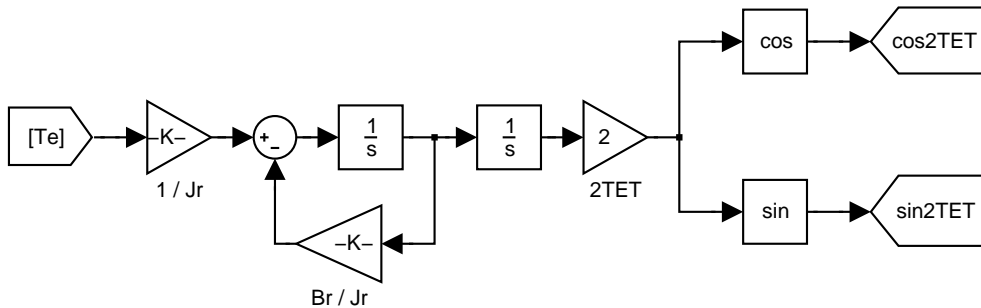 cos
cos2TET
[Te]
–K–
+
–
1
s
1
s
2
1 / Jr
2TET
sin
sin2TET
–K–
Br / Jr